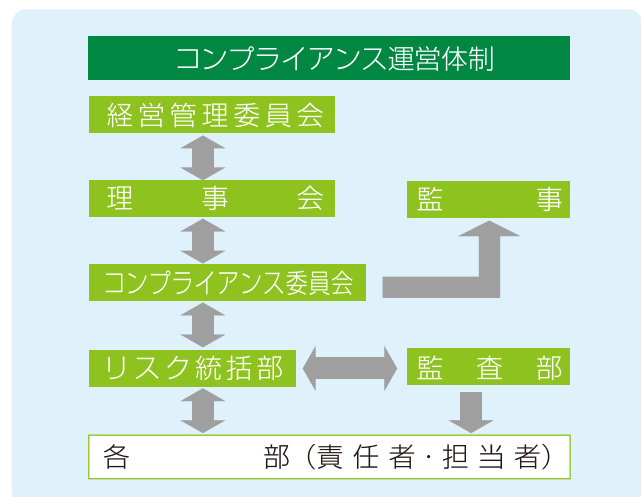 コンプライアンス運営体制
経営管理委員会
理事会
監事
コンプライアンス委員会
リスク統括部
監査部
各部（責任者・担当者）